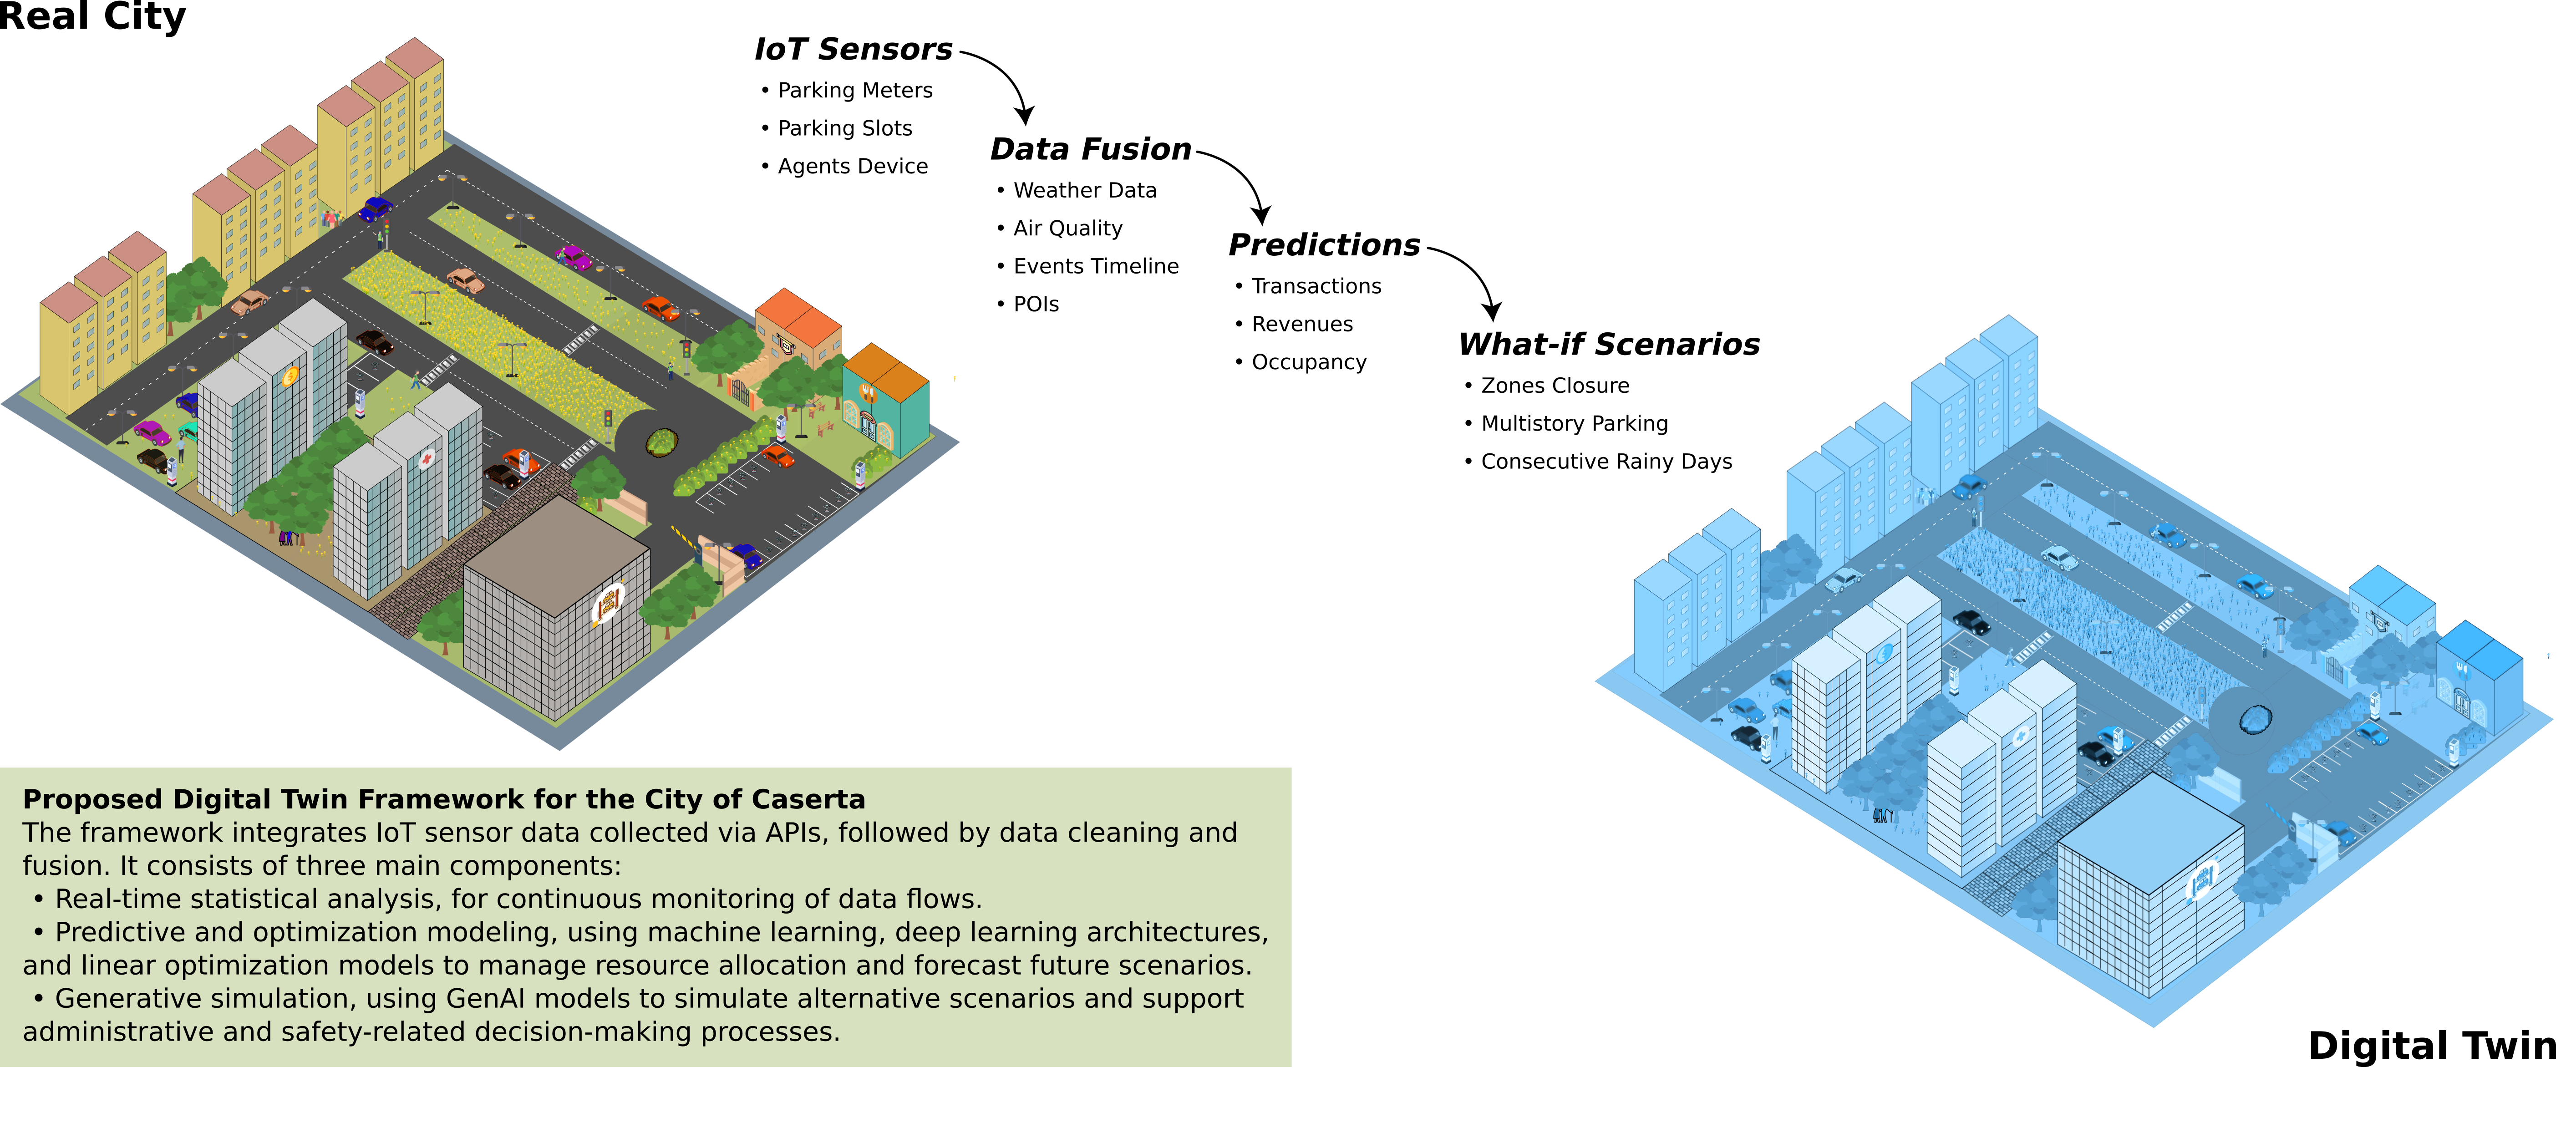 Real City
IoT Sensors
• Parking Meters
• Parking Slots
• Agents Device
Data Fusion
• Weather Data
• Air Quality
• Events Timeline
• POIs
Predictions
• Transactions
• Revenues
• Occupancy
What-if Scenarios
• Zones Closure
• Multistory Parking
• Consecutive Rainy Days
Proposed Digital Twin Framework for the City of Caserta
The framework integrates IoT sensor data collected via APIs, followed by data cleaning and
fusion. It consists of three main components:
• Real-time statistical analysis, for continuous monitoring of data flows.
• Predictive and optimization modeling, using machine learning, deep learning architectures,
and linear optimization models to manage resource allocation and forecast future scenarios.
• Generative simulation, using GenAI models to simulate alternative scenarios and support
administrative and safety-related decision-making processes.
Digital Twin